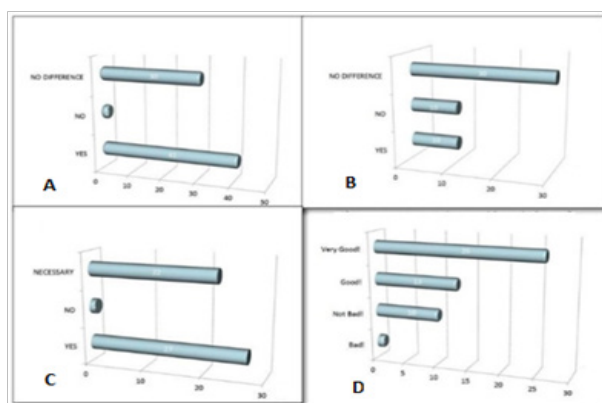 NO DIFFERENCE
NO
YES
0 10 20 30 40 50
A
NO DIFFERENCE
NO
YES
0 10 20 30
B
NECESSARY
NO
YES
0 10 20 30
C
Very Good!
Good!
Not Bad!
Bad!
0 5 10 15 20 25 30
D